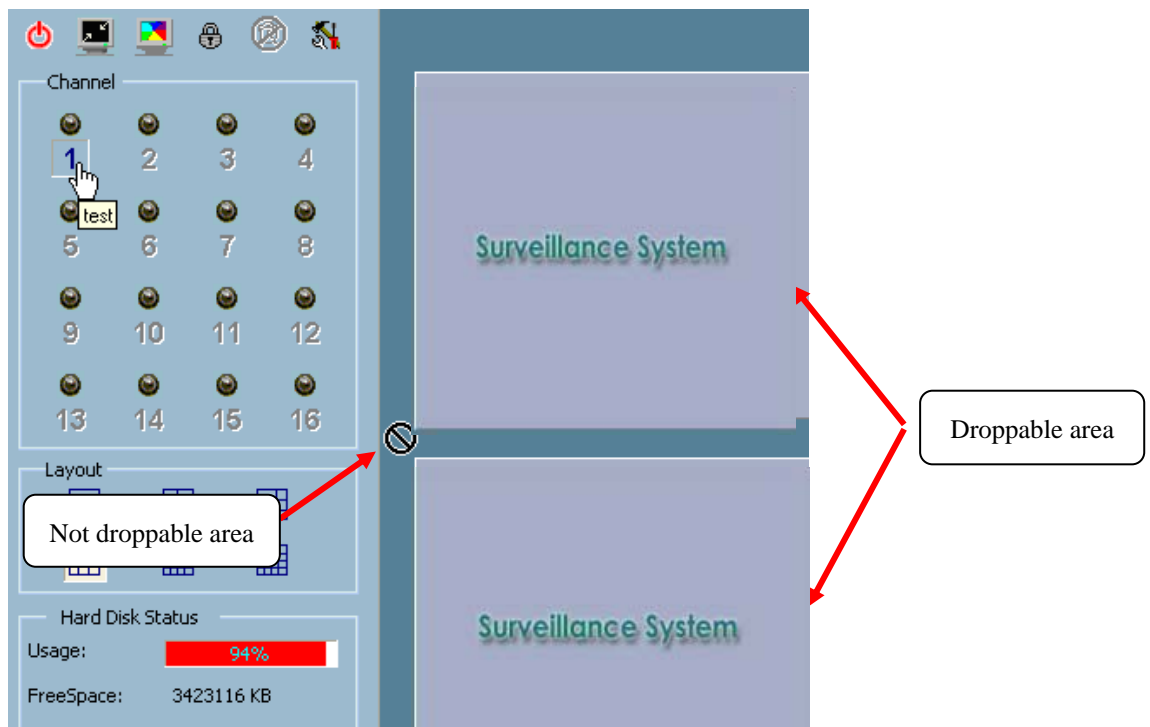 Channel
1 2 3 4
test
5 6 7 8
9 10 11 12
13 14 15 16
Layout
Not droppable area
Hard Disk Status
Usage: 94%
FreeSpace: 3423116 KB
Surveillance System
Surveillance System
Droppable area